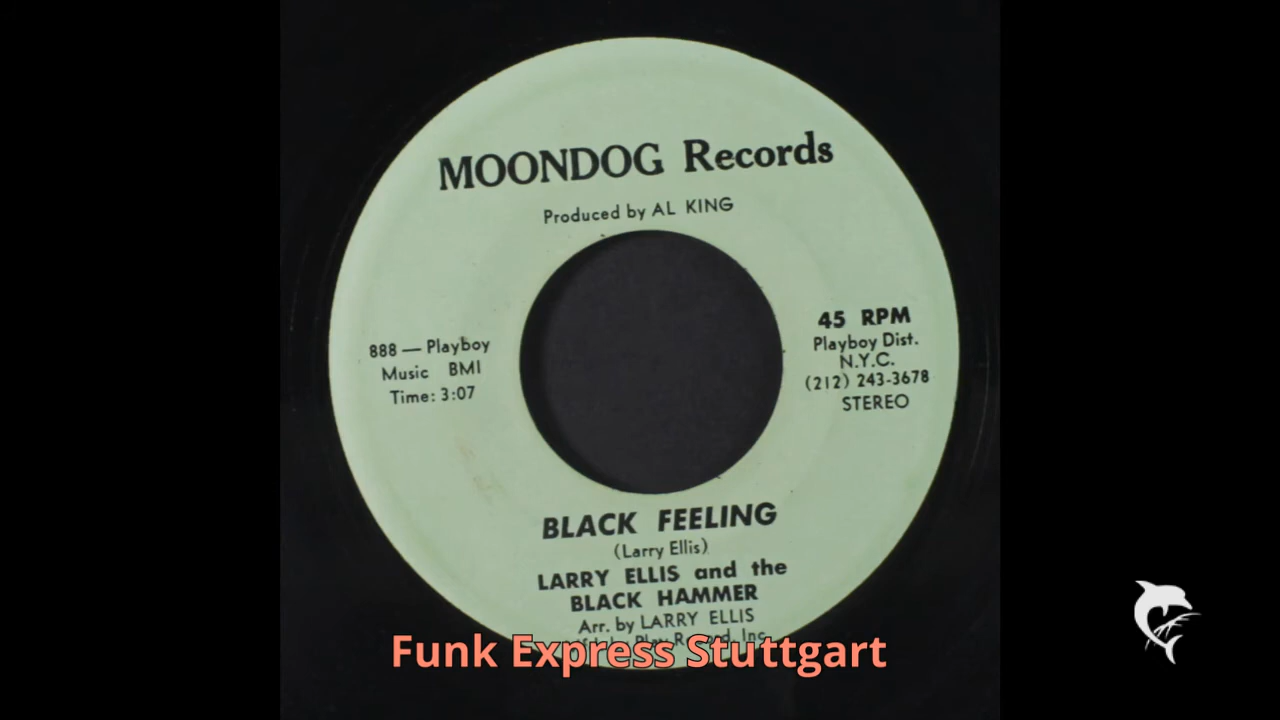 MOONDOG Records
Produced by AL KING
888 — Playboy
Music BMI
Time: 3:07
45 RPM
Playboy Dist.
N.Y.C.
(212) 243-3678
STEREO
BLACK FEELING
(Larry Ellis)
LARRY ELLIS and the
BLACK HAMMER
Arr. by LARRY ELLIS
Inc.
Funk Express Stuttgart